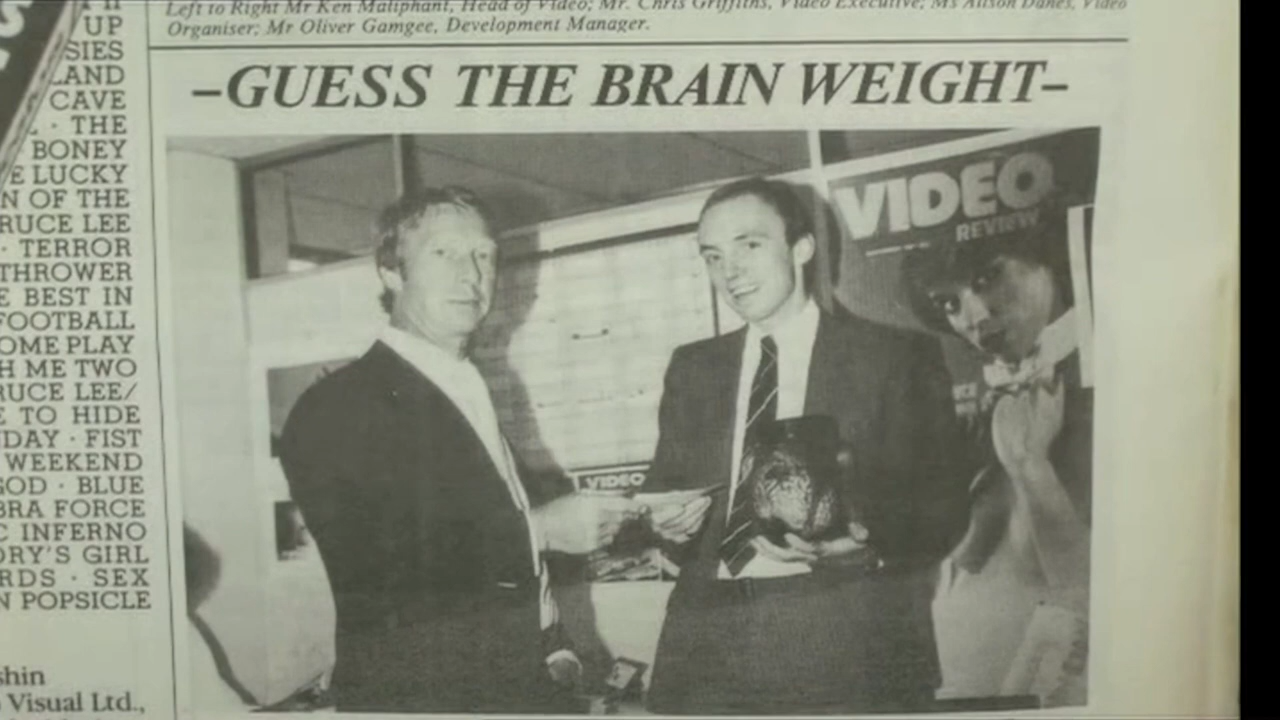 Left to Right Mr Ken Maliphant, Head of Video; Mr. Chris Griffiths, Video Executive; Ms Alison Danes, Video
Organiser; Mr Oliver Gamgee, Development Manager.
–GUESS THE BRAIN WEIGHT–
VIDEO
REVIEW
VIDEO
UP
SIES
LAND
CAVE
· THE
BONEY
E LUCKY
N OF THE
RUCE LEE
· TERROR
THROWER
E BEST IN
FOOTBALL
OME PLAY
H ME TWO
RUCE LEE/
E TO HIDE
DAY · FIST
WEEKEND
GOD · BLUE
BRA FORCE
C INFERNO
ORY'S GIRL
RDS · SEX
N POPSICLE
shin
Visual Ltd.,